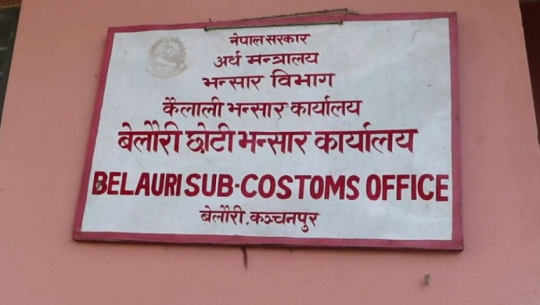 नेपाल सरकार
अर्थ मन्त्रालय
भन्सार विभाग
कैलाली भन्सार कार्यालय
बेलौरी छोटी भन्सार कार्यालय
BELAURI SUB-COSTOMS OFFICE
बेलौरी, कञ्चनपुर